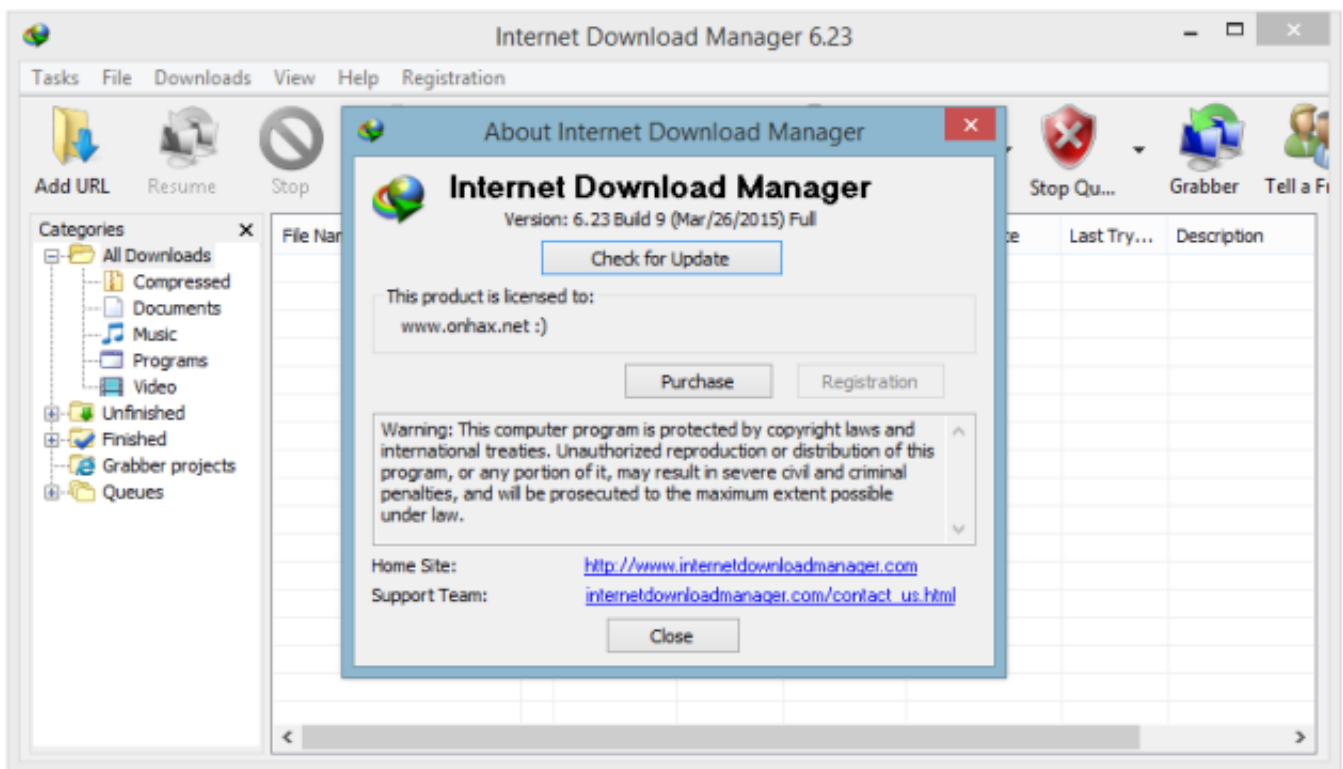 Internet Download Manager 6.23
Tasks File Downloads View Help Registration
Add URL
Resume
Stop
Stop Qu...
Grabber
Tell a Fr
Categories
All Downloads
Compressed
Documents
Music
Programs
Video
Unfinished
Finished
Grabber projects
Queues
File Nar
Last Try...
Description
About Internet Download Manager
Internet Download Manager
Version: 6.23 Build 9 (Mar/26/2015) Full
Check for Update
This product is licensed to:
www.onhax.net :)
Purchase
Registration
Warning: This computer program is protected by copyright laws and
international treaties. Unauthorized reproduction or distribution of this
program, or any portion of it, may result in severe civil and criminal
penalties, and will be prosecuted to the maximum extent possible
under law.
Home Site: http://www.internetdownloadmanager.com
Support Team: internetdownloadmanager.com/contact_us.html
Close